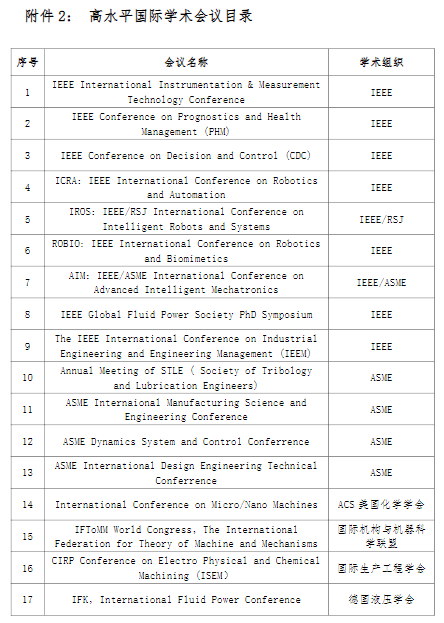 附件2： 高水平国际学术会议目录
序号 会议名称 学术组织
1 IEEE International Instrumentation & Measurement Technology Conference IEEE
2 IEEE Conference on Prognostics and Health Management (PHM) IEEE
3 IEEE Conference on Decision and Control (CDC) IEEE
4 ICRA: IEEE International Conference on Robotics and Automation IEEE
5 IROS: IEEE/RSJ International Conference on Intelligent Robots and Systems IEEE/RSJ
6 ROBIO: IEEE International Conference on Robotics and Biomimetics IEEE
7 AIM: IEEE/ASME International Conference on Advanced Intelligent Mechatronics IEEE/ASME
8 IEEE Global Fluid Power Society PhD Symposium IEEE
9 The IEEE International Conference on Industrial Engineering and Engineering Management (IEEM) IEEE
10 Annual Meeting of STLE ( Society of Tribology and Lubrication Engineers) ASME
11 ASME Internaional Manufacturing Science and Engineering Conference ASME
12 ASME Dynamics System and Control Conferrence ASME
13 ASME International Design Engineering Technical Conferrence ASME
14 International Conference on Micro/Nano Machines ACS 美国化学学会
15 IFToMM World Congress, The International Federation for Theory of Machine and Mechanisms 国际机构与机器科学联盟
16 CIRP Conference on Electro Physical and Chemical Machining (ISEM） 国际生产工程学会
17 IFK, International Fluid Power Conference 德国液压学会